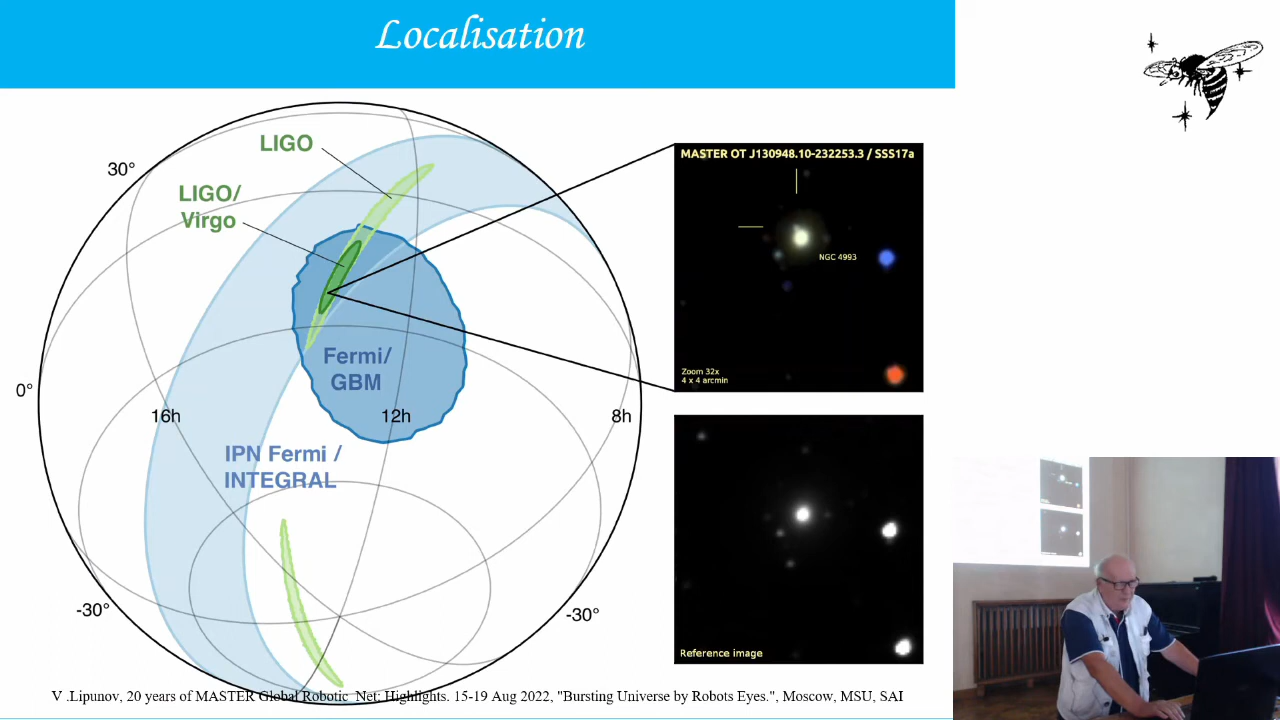 Localisation
LIGO
30°
LIGO/
Virgo
MASTER OT J130948.10-232253.3 / SSS17a
NGC 4993
Zoom 32x
4 x 4 arcmin
Fermi/
GBM
0°
16h
12h
8h
IPN Fermi /
INTEGRAL
-30°
-30°
Reference image
V .Lipunov, 20 years of MASTER Global Robotic Net: Highlights. 15-19 Aug 2022, "Bursting Universe by Robots Eyes.", Moscow, MSU, SAI